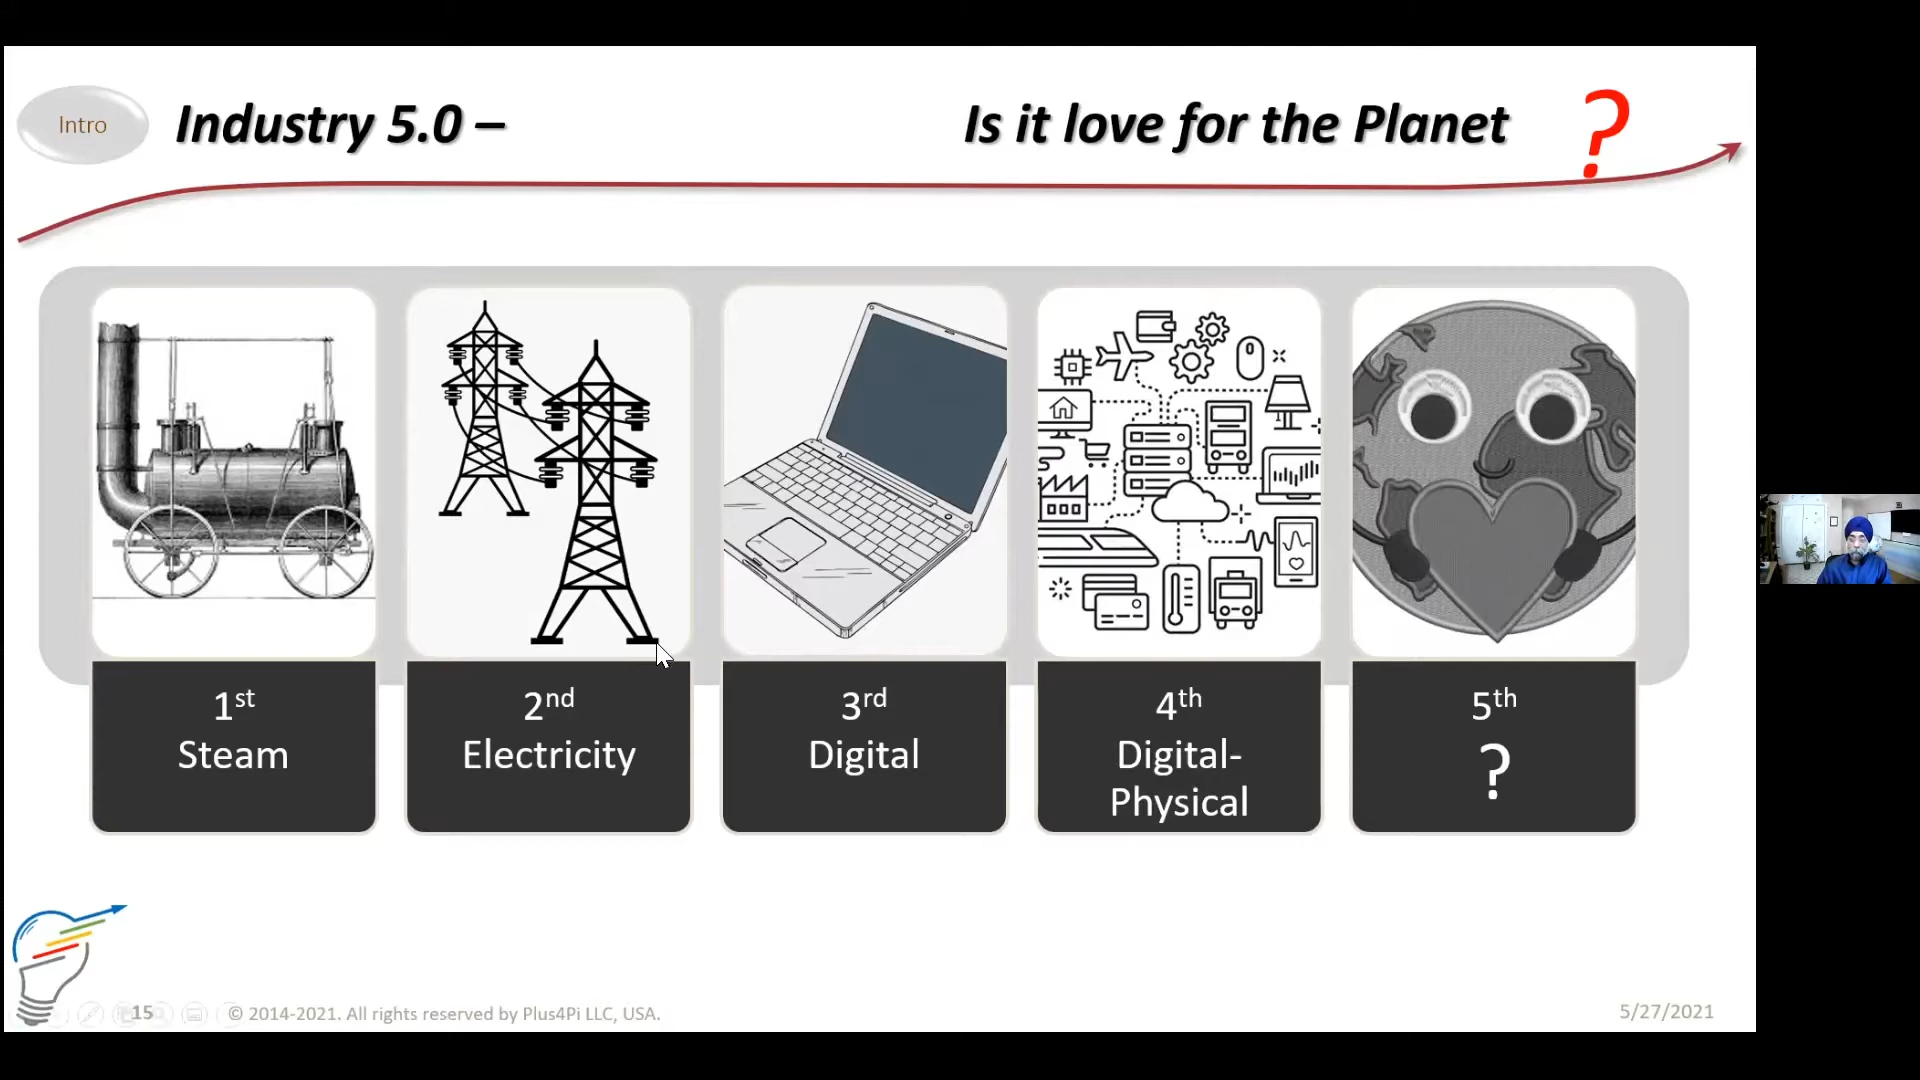 Intro
Industry 5.0 – Is it love for the Planet ?
1st
Steam
2nd
Electricity
3rd
Digital
4th
Digital-
Physical
5th
?
15 © 2014-2021. All rights reserved by Plus4Pi LLC, USA. 5/27/2021